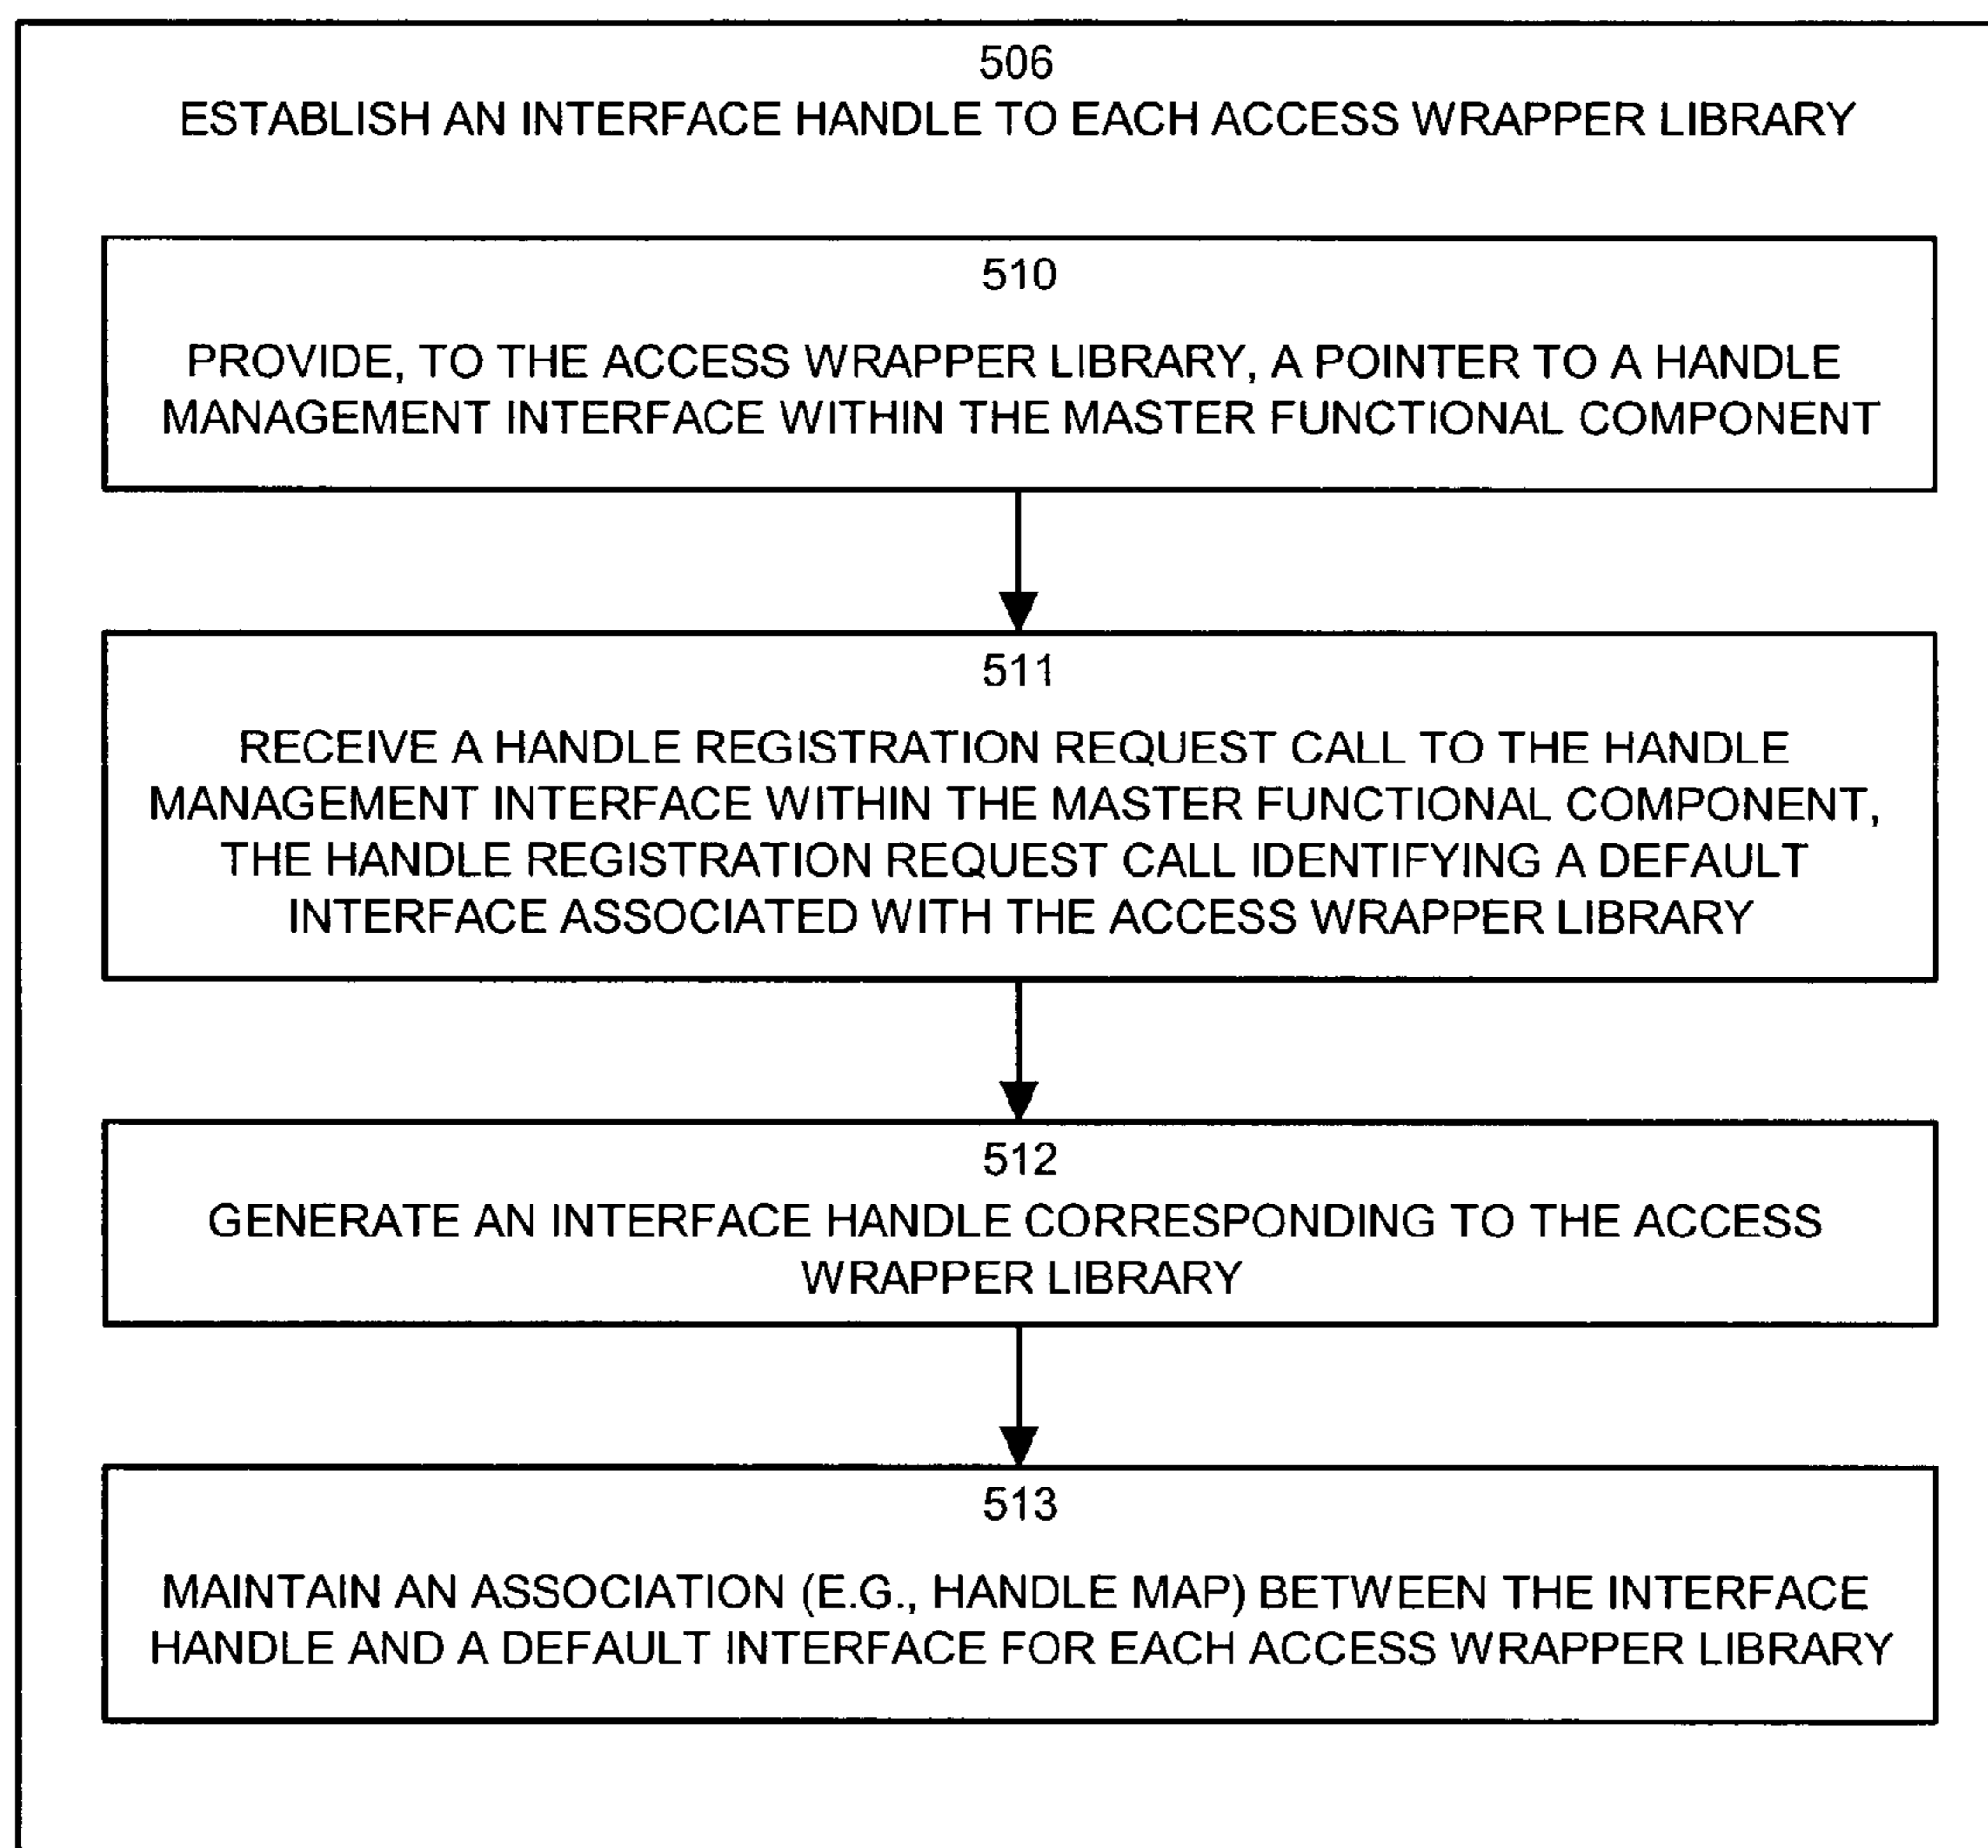 506
ESTABLISH AN INTERFACE HANDLE TO EACH ACCESS WRAPPER LIBRARY
510
PROVIDE, TO THE ACCESS WRAPPER LIBRARY, A POINTER TO A HANDLE
MANAGEMENT INTERFACE WITHIN THE MASTER FUNCTIONAL COMPONENT
511
RECEIVE A HANDLE REGISTRATION REQUEST CALL TO THE HANDLE
MANAGEMENT INTERFACE WITHIN THE MASTER FUNCTIONAL COMPONENT,
THE HANDLE REGISTRATION REQUEST CALL IDENTIFYING A DEFAULT
INTERFACE ASSOCIATED WITH THE ACCESS WRAPPER LIBRARY
512
GENERATE AN INTERFACE HANDLE CORRESPONDING TO THE ACCESS
WRAPPER LIBRARY
513
MAINTAIN AN ASSOCIATION (E.G., HANDLE MAP) BETWEEN THE INTERFACE
HANDLE AND A DEFAULT INTERFACE FOR EACH ACCESS WRAPPER LIBRARY